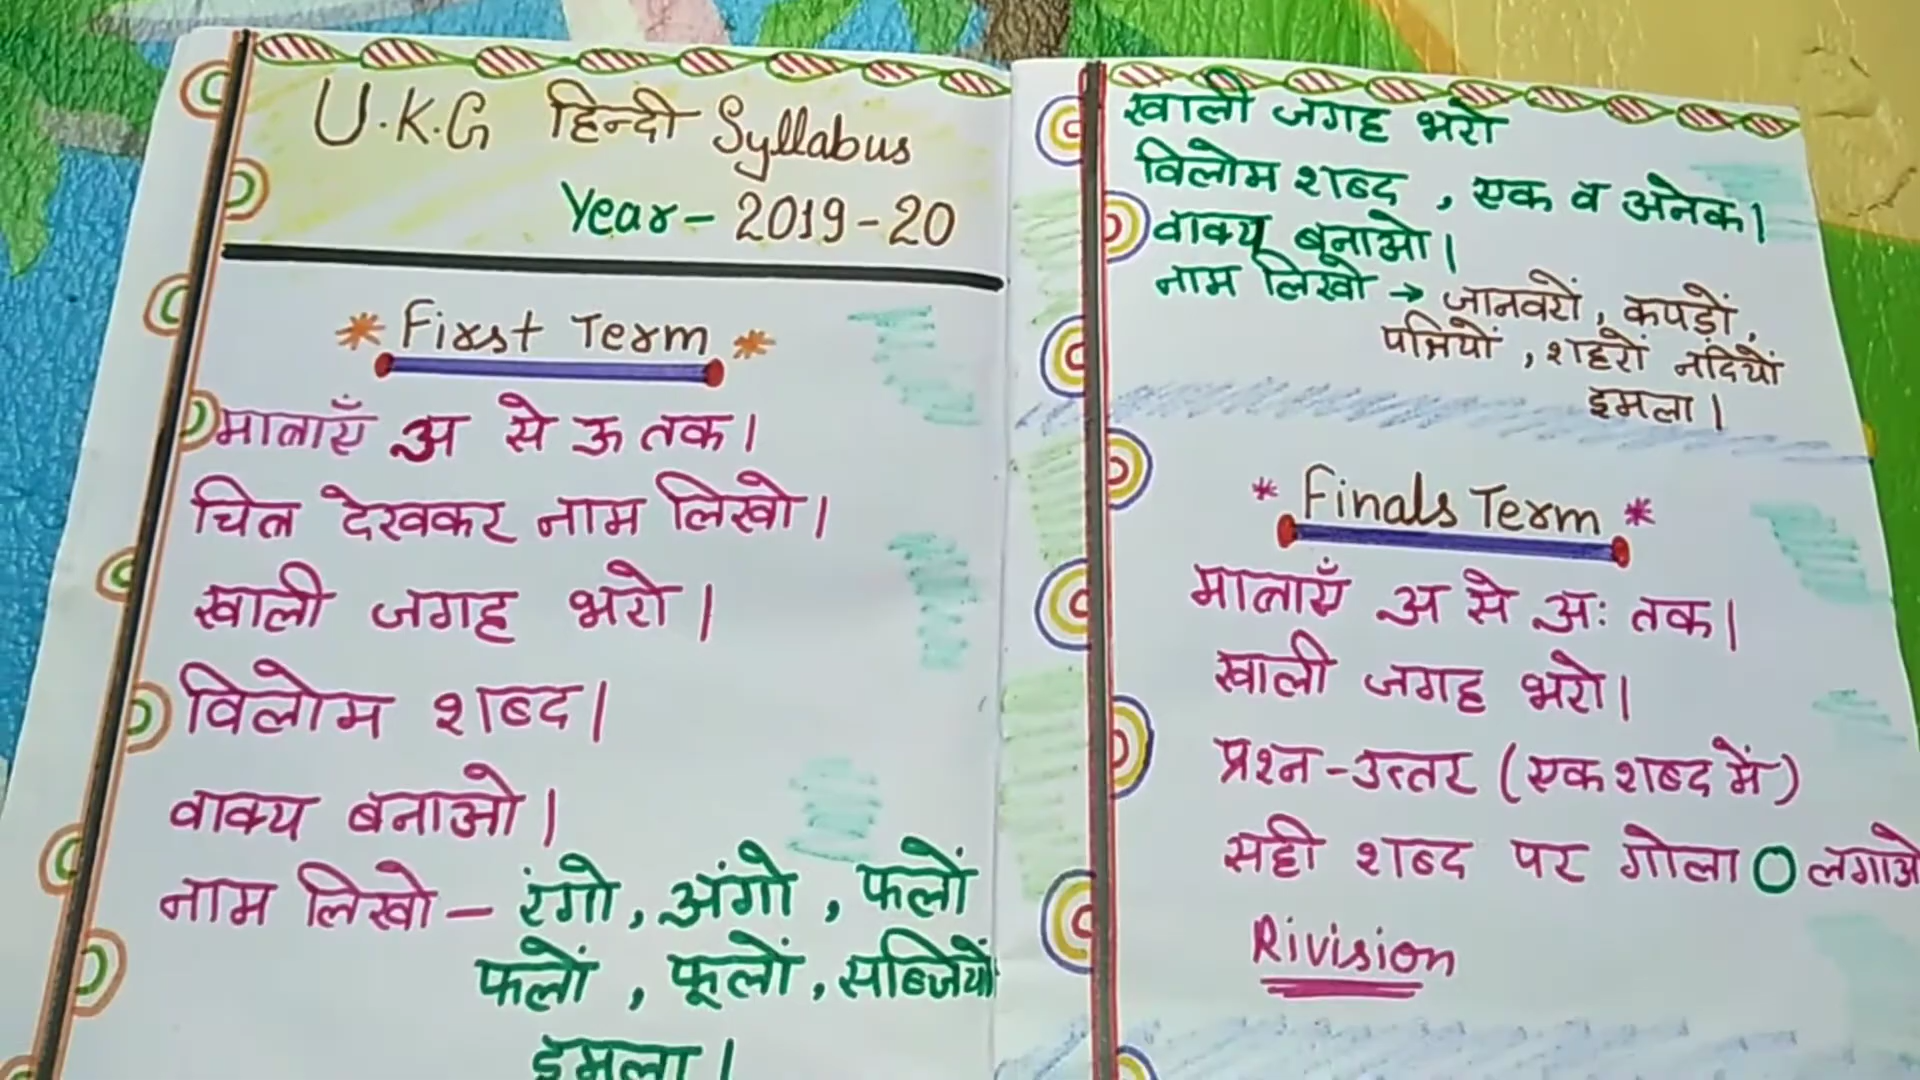 U.K.G हिन्दी Syllabus
Year- 2019-20
* First Term *
मात्राएँ अ से ऊ तक।
चित्र देखकर नाम लिखो।
खाली जगह भरो।
विलोम शब्द।
वाक्य बनाओ।
नाम लिखो- रंगो, अंगो, फलों
फलों, फूलों, सब्जियों
इमला।
खाली जगह भरो
विलोम शब्द, एक व अनेक।
वाक्य बनाओ।
नाम लिखो → जानवरों, कपड़ों,
पक्षियों, शहरों नदियों
इमला।
* Finals Term *
मात्राएँ अ से अः तक।
खाली जगह भरो।
प्रश्न-उत्तर (एक शब्द में)
सही शब्द पर गोला O लगाओ
Rivision